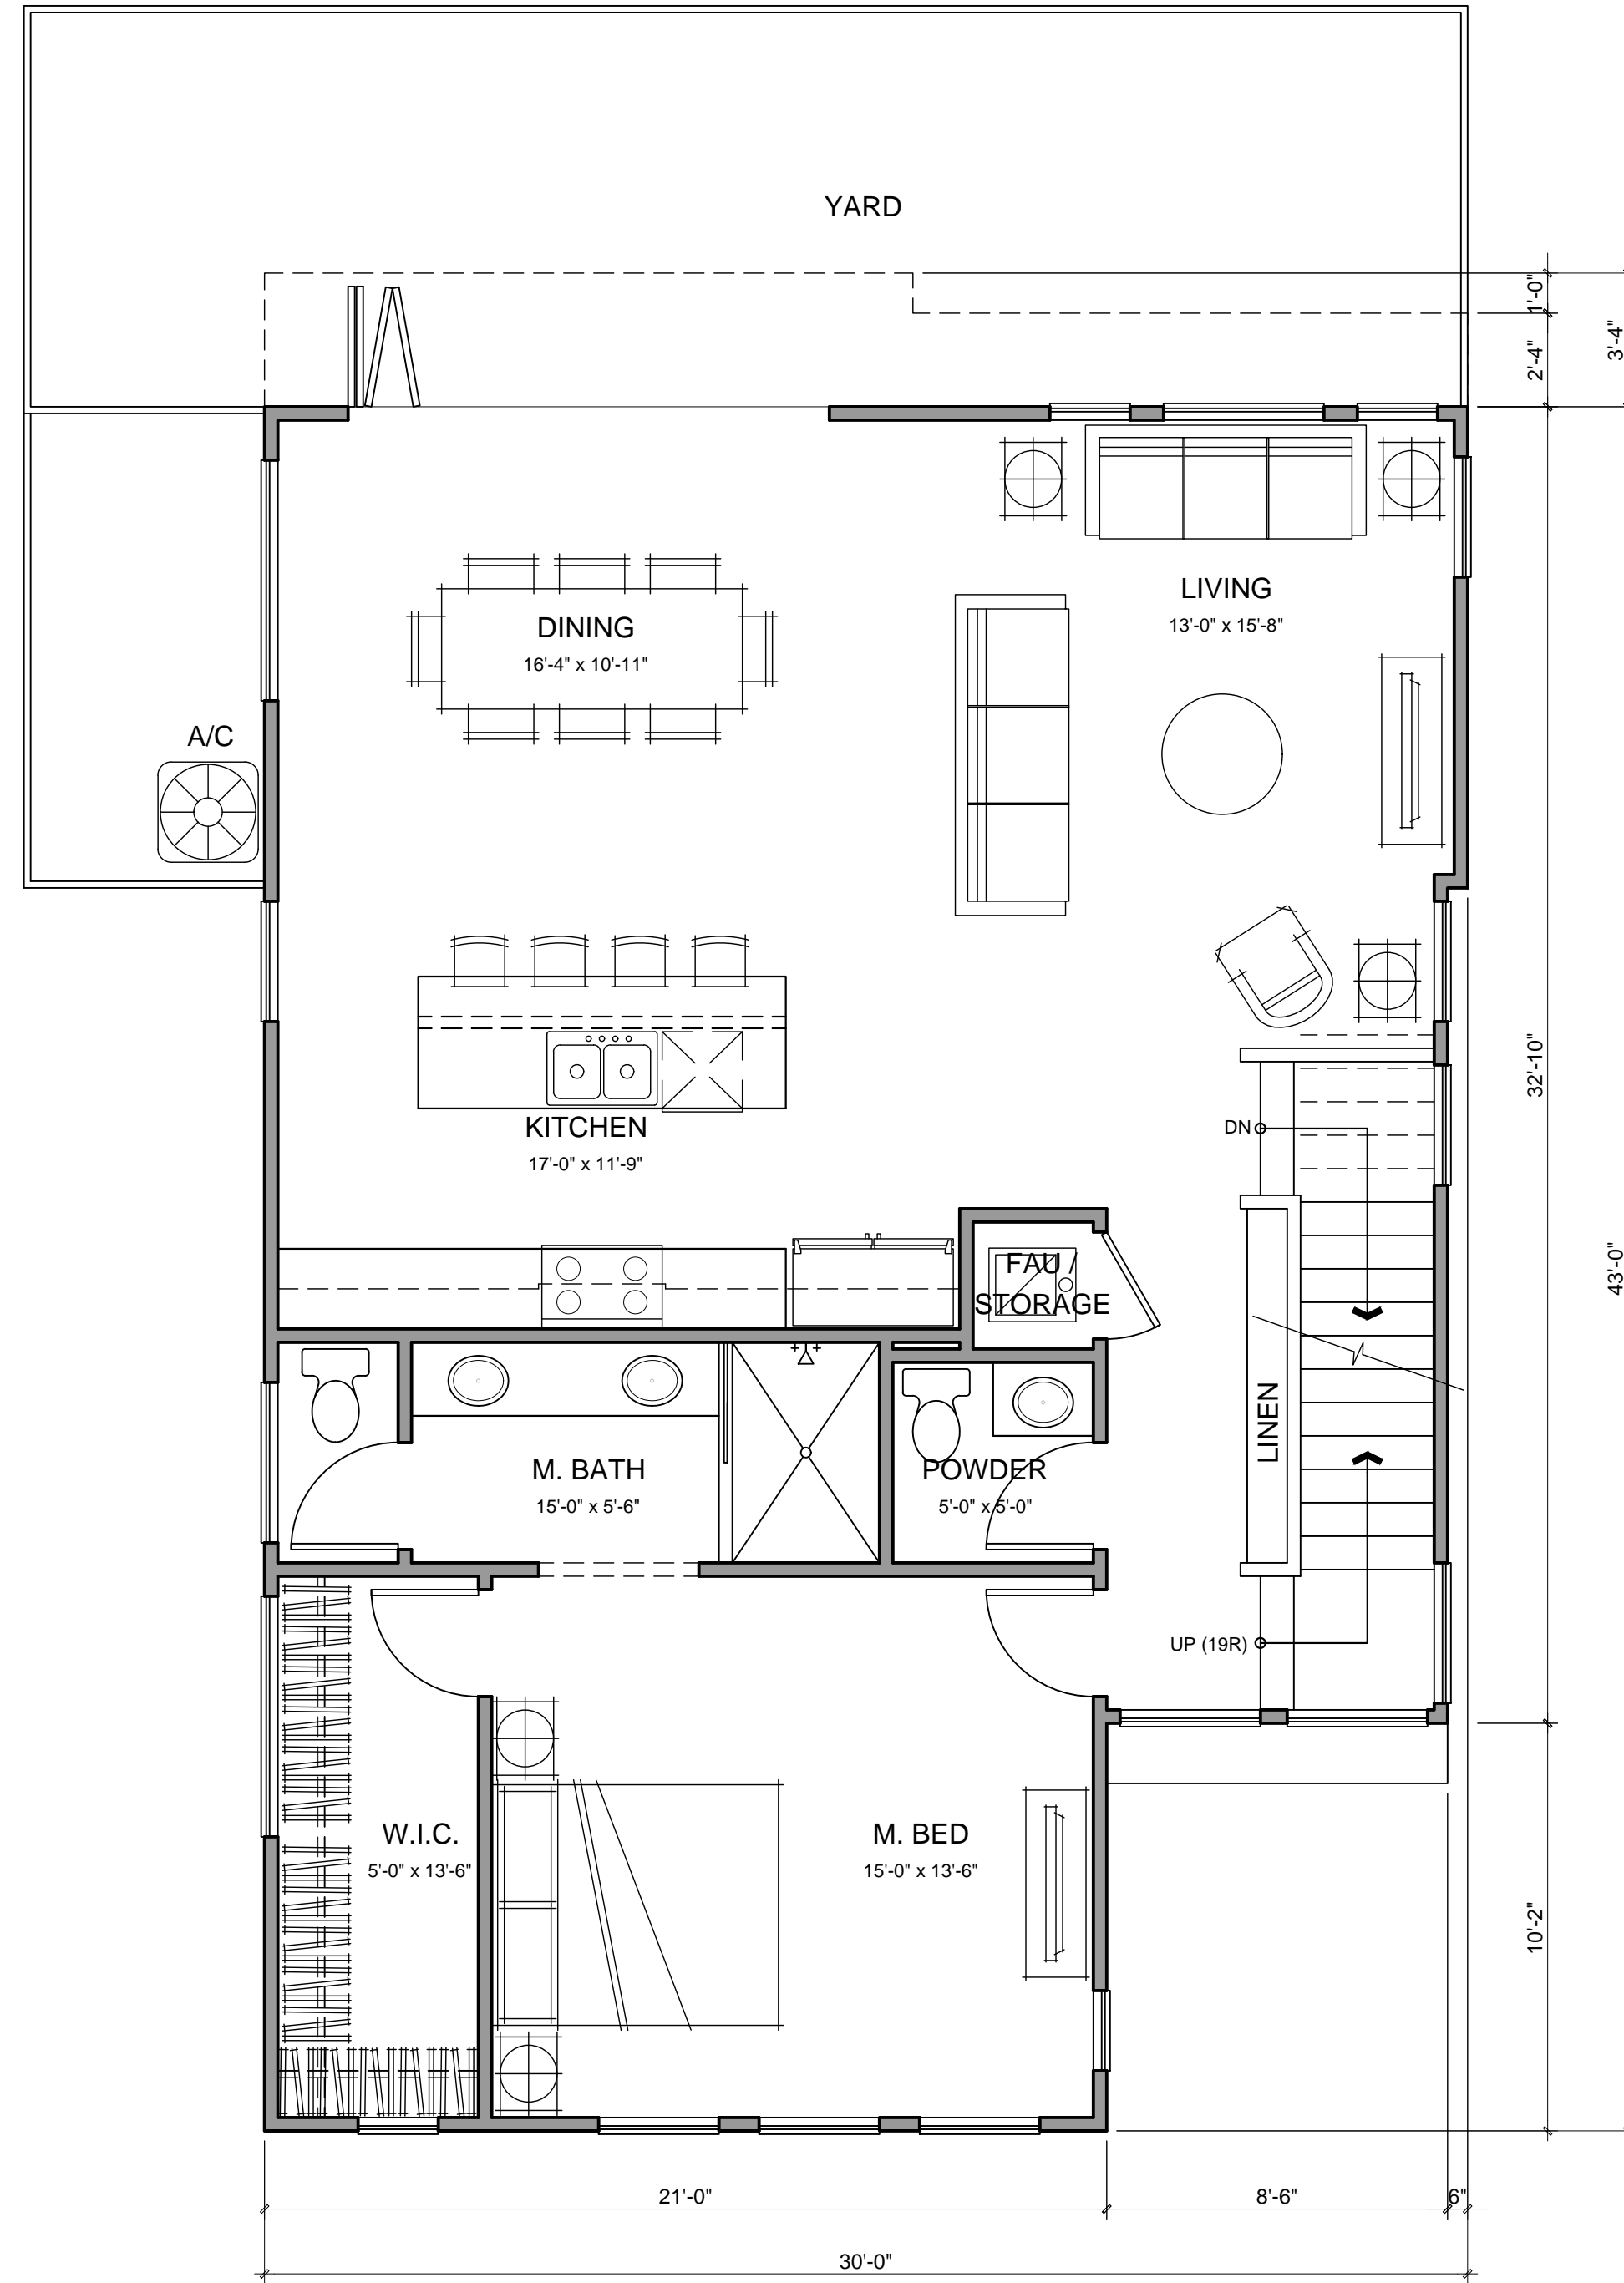 YARD
1'-0"
2'-4"
3'-4"
LIVING
13'-0" x 15'-8"
DINING
16'-4" x 10'-11"
A/C
32'-10"
43'-0"
KITCHEN
17'-0" x 11'-9"
DN
FAU /
STORAGE
LINEN
M. BATH
15'-0" x 5'-6"
POWDER
5'-0" x 5'-0"
UP (19R)
W.I.C.
5'-0" x 13'-6"
M. BED
15'-0" x 13'-6"
10'-2"
21'-0"
8'-6"
6"
30'-0"